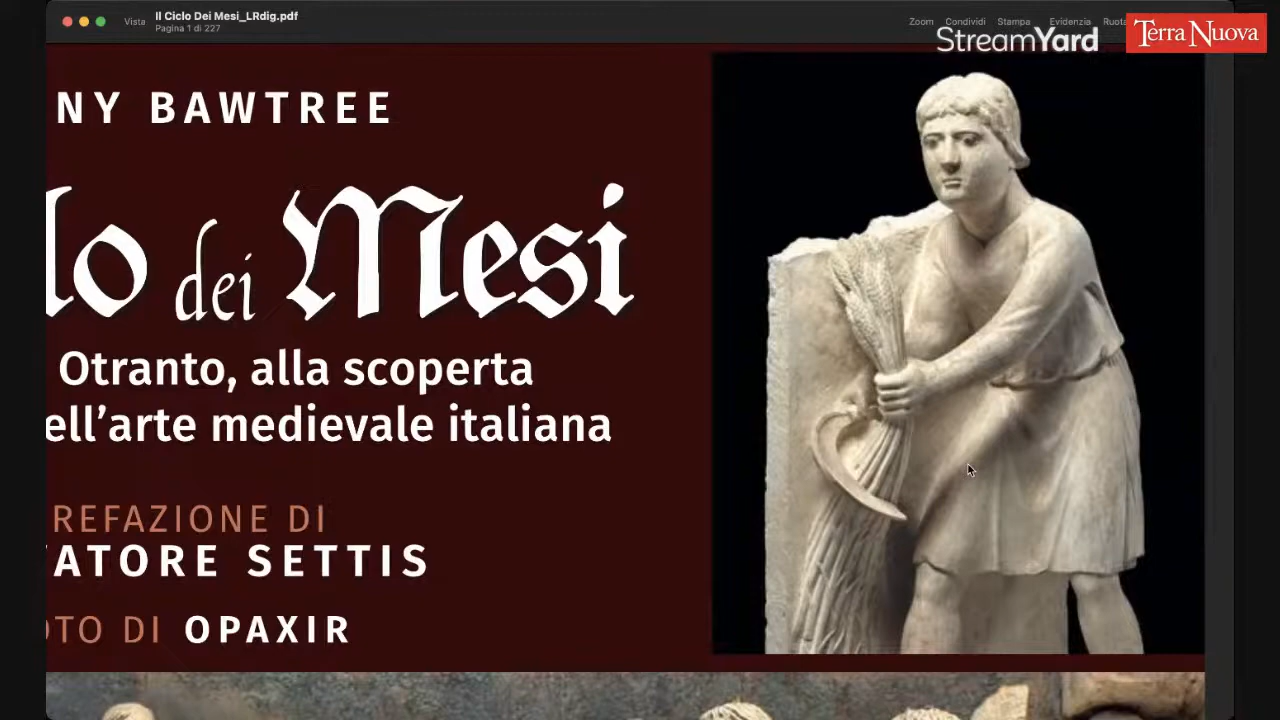 Vista
Il Ciclo Dei Mesi_LRdig.pdf
Pagina 1 di 227
Zoom Condividi Stampa Evidenzia Ruota
StreamYard
Terra Nuova
NY BAWTREE
lo dei Mesi
Otranto, alla scoperta
ell’arte medievale italiana
REFAZIONE DI
VATORE SETTIS
OTO DI OPAXIR